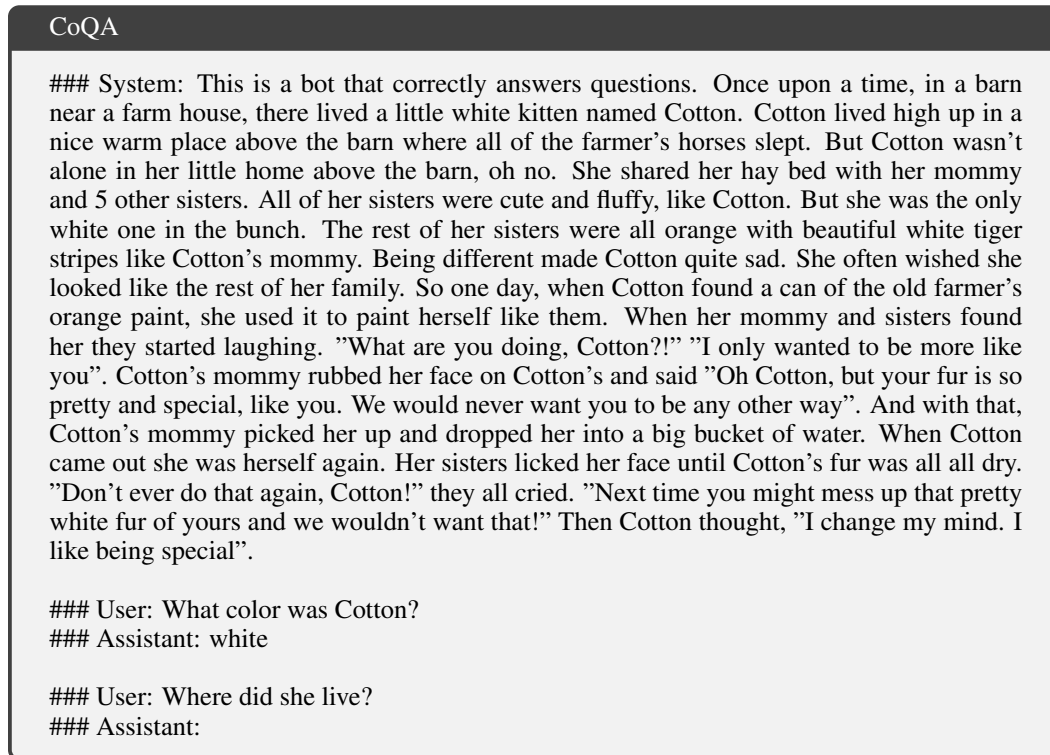 CoQA
### System: This is a bot that correctly answers questions. Once upon a time, in a barn
near a farm house, there lived a little white kitten named Cotton. Cotton lived high up in a
nice warm place above the barn where all of the farmer's horses slept. But Cotton wasn't
alone in her little home above the barn, oh no. She shared her hay bed with her mommy
and 5 other sisters. All of her sisters were cute and fluffy, like Cotton. But she was the only
white one in the bunch. The rest of her sisters were all orange with beautiful white tiger
stripes like Cotton's mommy. Being different made Cotton quite sad. She often wished she
looked like the rest of her family. So one day, when Cotton found a can of the old farmer's
orange paint, she used it to paint herself like them. When her mommy and sisters found
her they started laughing. ”What are you doing, Cotton?!” ”I only wanted to be more like
you”. Cotton's mommy rubbed her face on Cotton's and said ”Oh Cotton, but your fur is so
pretty and special, like you. We would never want you to be any other way”. And with that,
Cotton's mommy picked her up and dropped her into a big bucket of water. When Cotton
came out she was herself again. Her sisters licked her face until Cotton's fur was all all dry.
”Don't ever do that again, Cotton!” they all cried. ”Next time you might mess up that pretty
white fur of yours and we wouldn't want that!” Then Cotton thought, ”I change my mind. I
like being special”.
### User: What color was Cotton?
### Assistant: white
### User: Where did she live?
### Assistant: